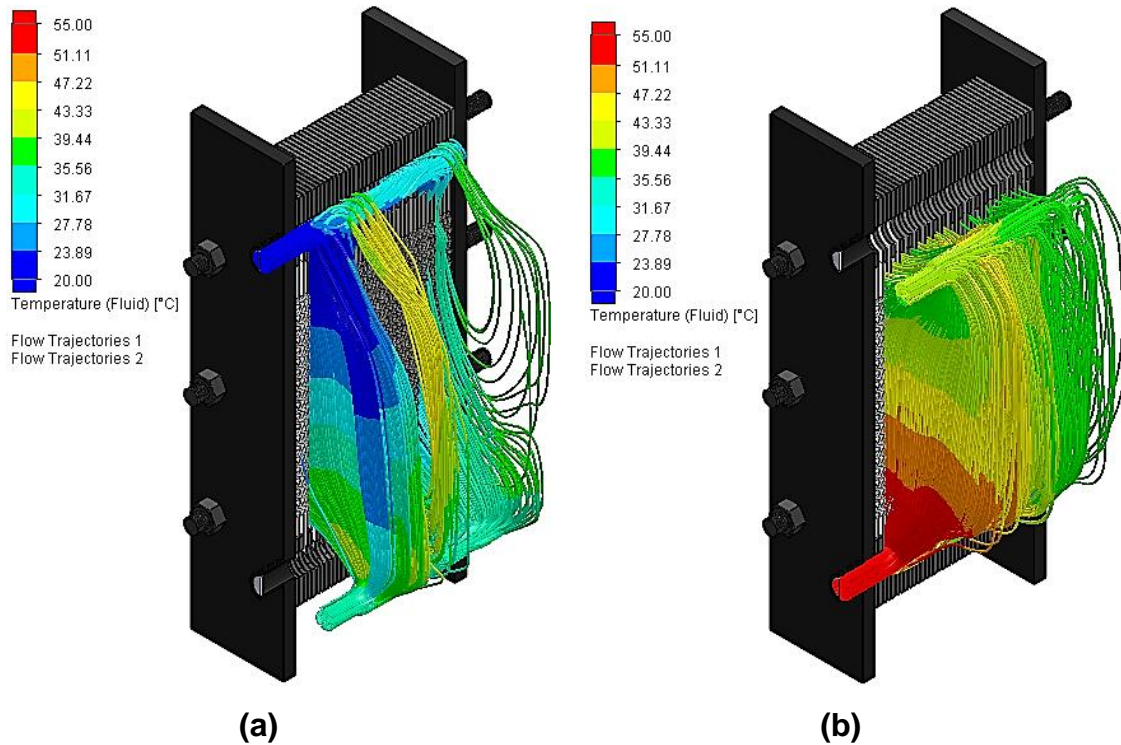 55.00
51.11
47.22
43.33
39.44
35.56
31.67
27.78
23.89
20.00
Temperature (Fluid) [°C]
Flow Trajectories 1
Flow Trajectories 2
(a)
55.00
51.11
47.22
43.33
39.44
35.56
31.67
27.78
23.89
20.00
Temperature (Fluid) [°C]
Flow Trajectories 1
Flow Trajectories 2
(b)